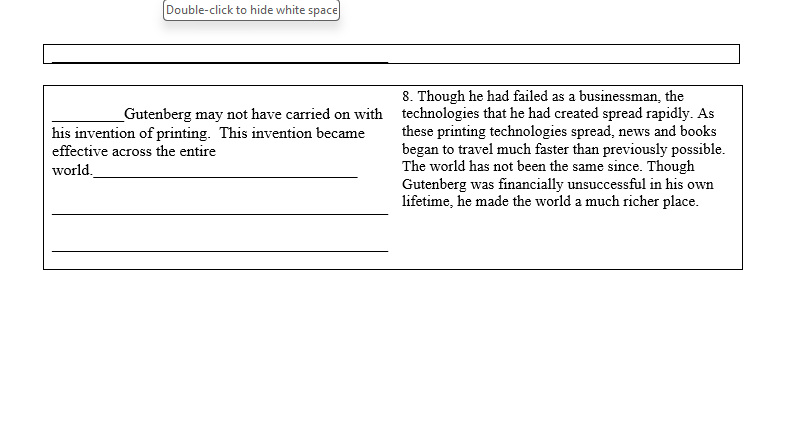 Double-click to hide white space
_________Gutenberg may not have carried on with
his invention of printing.  This invention became
effective across the entire
world._________________________________
8. Though he had failed as a businessman, the
technologies that he had created spread rapidly. As
these printing technologies spread, news and books
began to travel much faster than previously possible.
The world has not been the same since. Though
Gutenberg was financially unsuccessful in his own
lifetime, he made the world a much richer place.